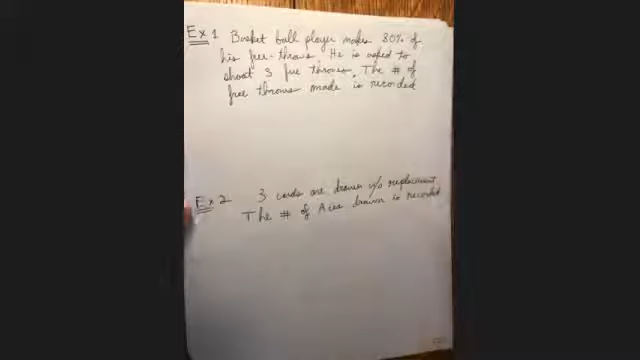 Ex 1 Basket ball player makes 80% of
his free-throws. He is asked to
shoot 3 free throws. The # of
free throws made is recorded
Ex 2 3 cards are drawn w/o replacement
The # of Aces drawn is recorded